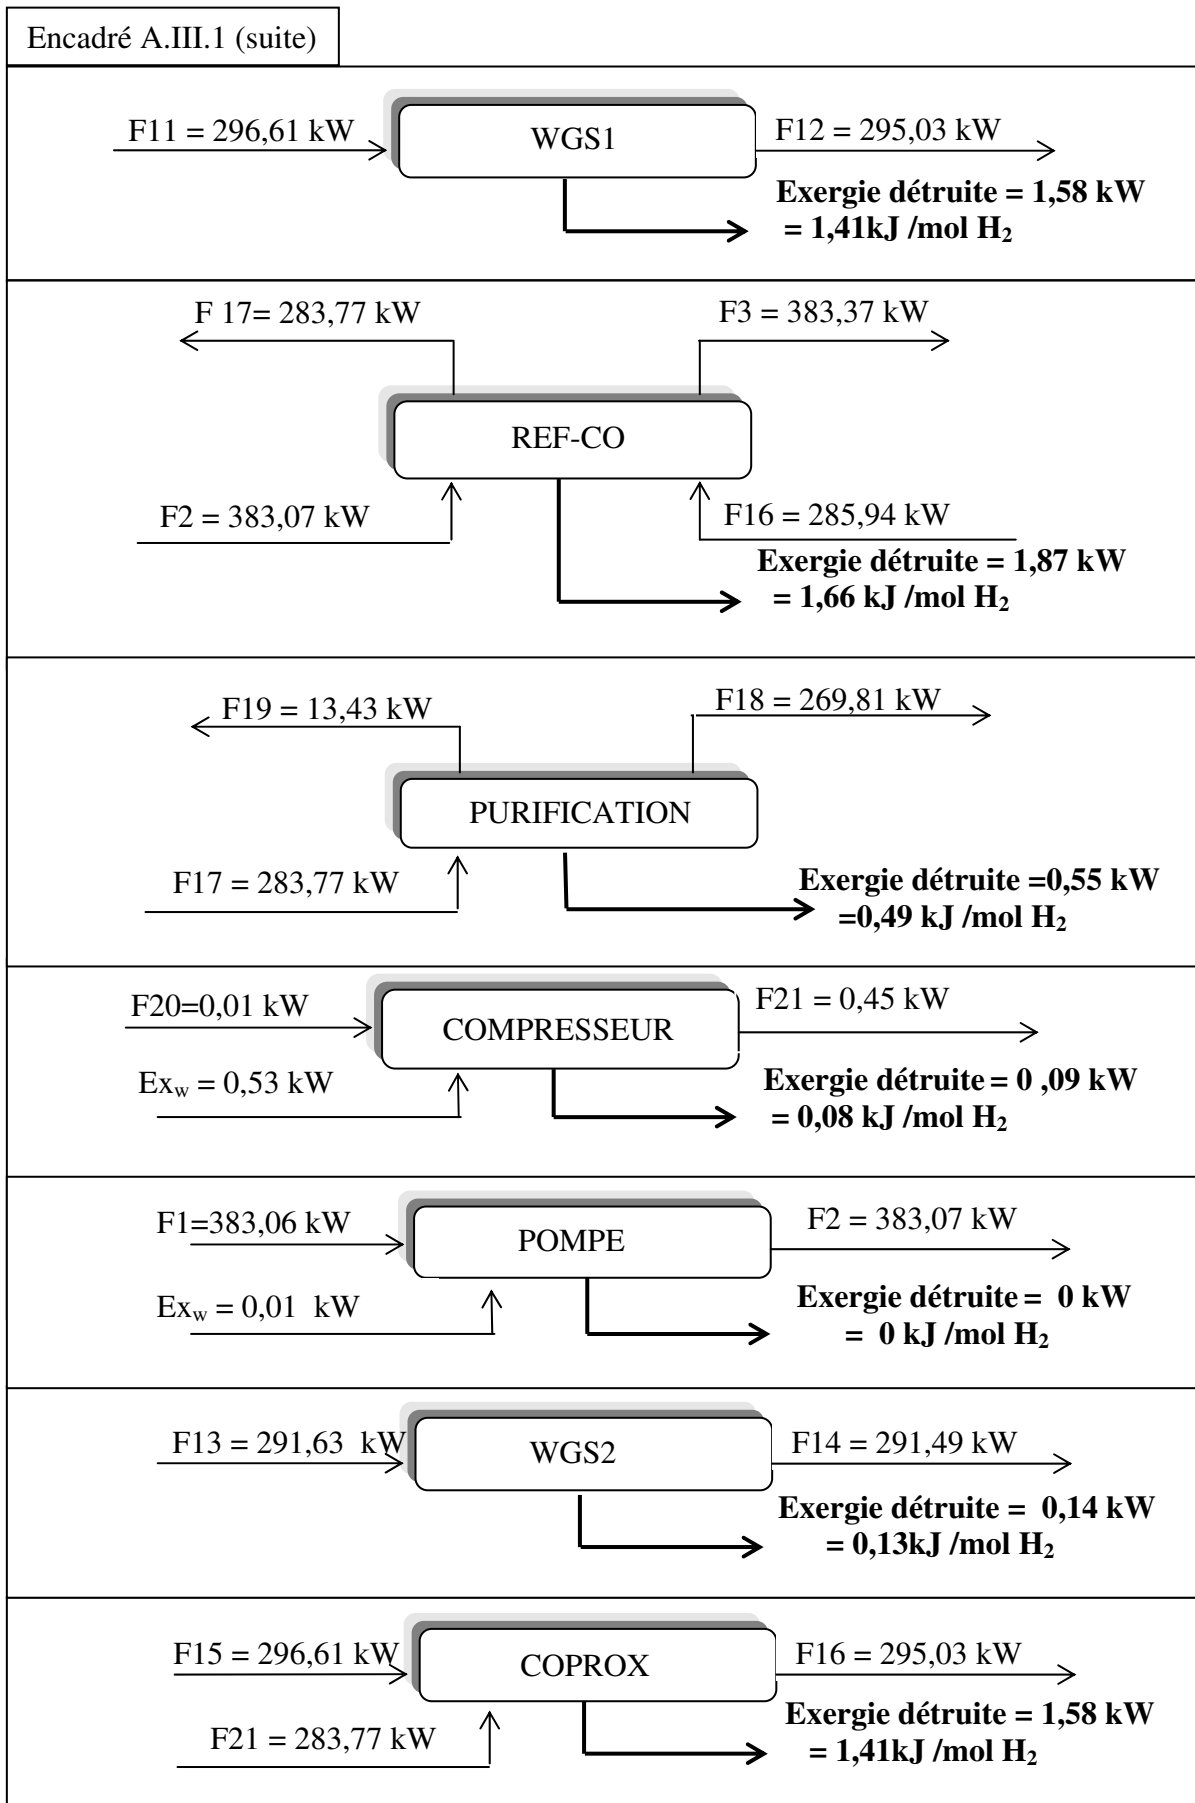 Encadré A.III.1 (suite)
F11 = 296,61 kW
WGS1
F12 = 295,03 kW
Exergie détruite = 1,58 kW
= 1,41kJ /mol H₂
F 17= 283,77 kW
F3 = 383,37 kW
REF-CO
F2 = 383,07 kW
F16 = 285,94 kW
Exergie détruite = 1,87 kW
= 1,66 kJ /mol H₂
F19 = 13,43 kW
F18 = 269,81 kW
PURIFICATION
F17 = 283,77 kW
Exergie détruite =0,55 kW
=0,49 kJ /mol H₂
F20=0,01 kW
COMPRESSEUR
F21 = 0,45 kW
Exw = 0,53 kW
Exergie détruite = 0 ,09 kW
= 0,08 kJ /mol H₂
F1=383,06 kW
POMPE
F2 = 383,07 kW
Exw = 0,01 kW
Exergie détruite = 0 kW
= 0 kJ /mol H₂
F13 = 291,63 kW
WGS2
F14 = 291,49 kW
Exergie détruite = 0,14 kW
= 0,13kJ /mol H₂
F15 = 296,61 kW
COPROX
F16 = 295,03 kW
F21 = 283,77 kW
Exergie détruite = 1,58 kW
= 1,41kJ /mol H₂